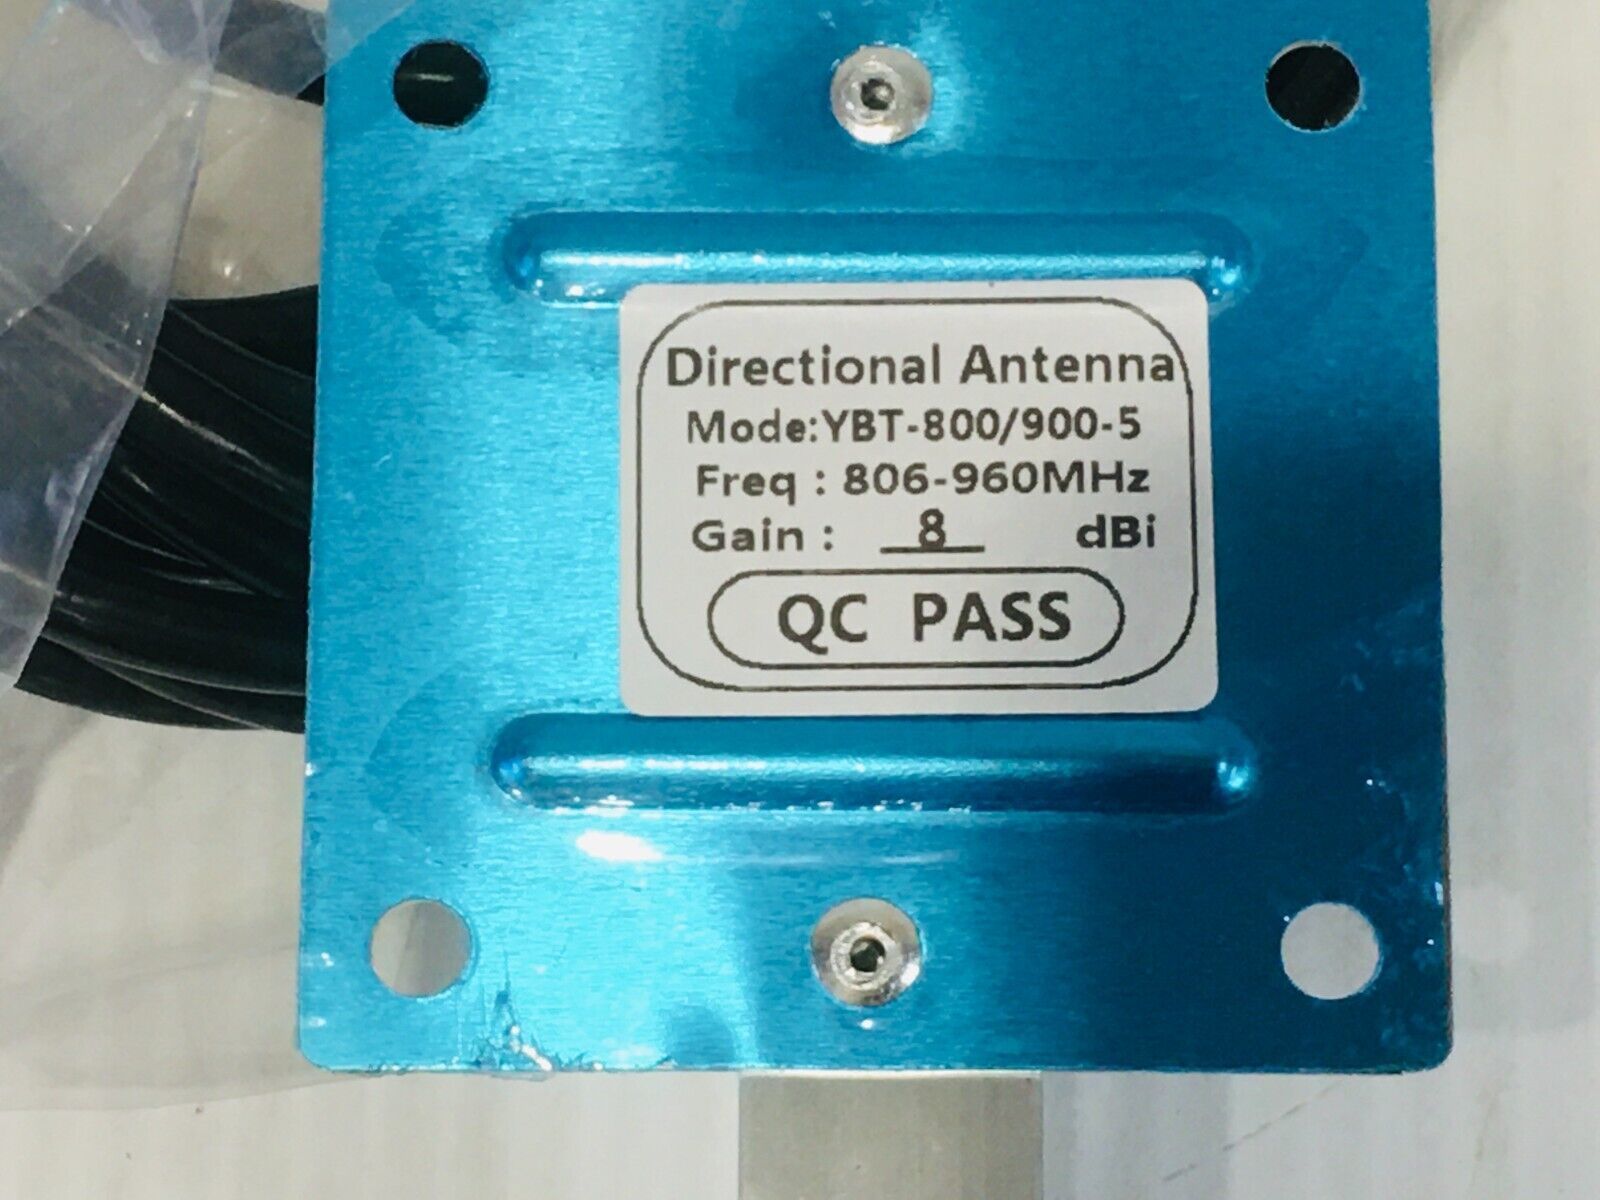 Directional Antenna
Mode:YBT-800/900-5
Freq : 806-960MHz
Gain : 8 dBi
QC PASS